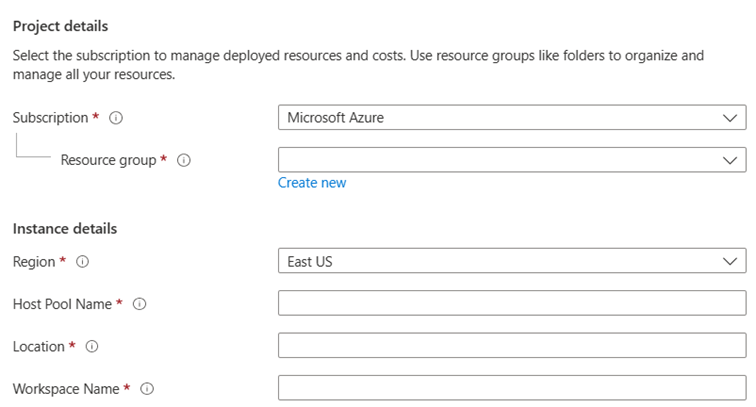 Project details
Select the subscription to manage deployed resources and costs. Use resource groups like folders to organize and
manage all your resources.
Subscription * 
Microsoft Azure
Resource group *
Create new
Instance details
Region *
East US
Host Pool Name *
Location *
Workspace Name *